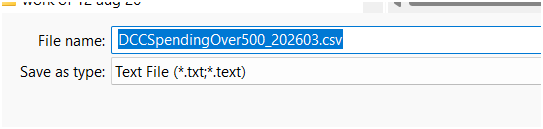 File name: DCCSpendingOver500_202603.csv
Save as type: Text File (*.txt;*.text)